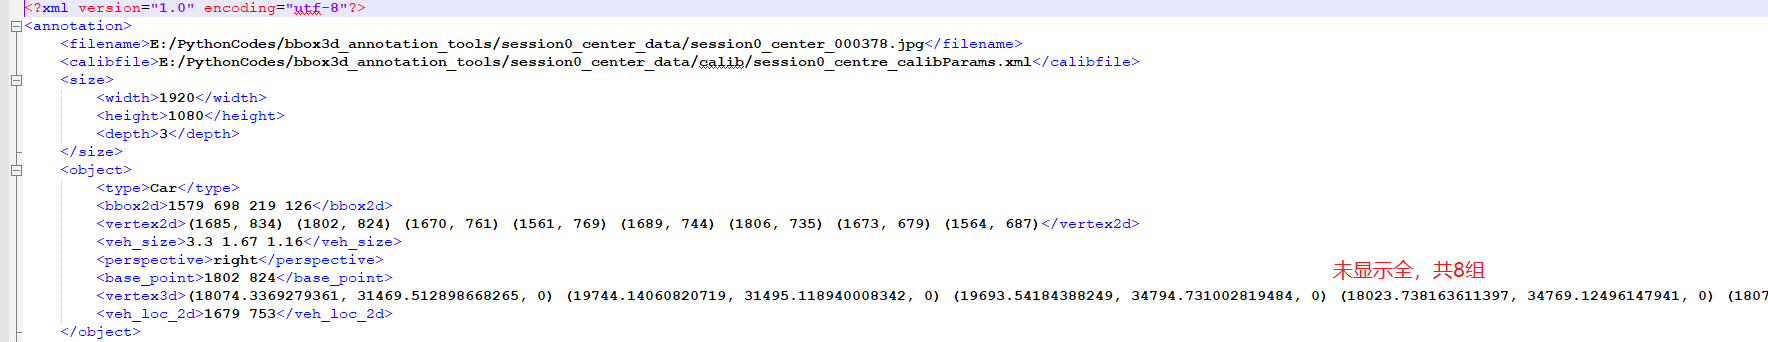 <?xml version="1.0" encoding="utf-8"?>
<annotation>
<filename>E:/PythonCodes/bbox3d_annotation_tools/session0_center_data/session0_center_000378.jpg</filename>
<calibfile>E:/PythonCodes/bbox3d_annotation_tools/session0_center_data/calib/session0_centre_calibParams.xml</calibfile>
<size>
<width>1920</width>
<height>1080</height>
<depth>3</depth>
</size>
<object>
<type>Car</type>
<bbox2d>1579 698 219 126</bbox2d>
<vertex2d>(1685, 834) (1802, 824) (1670, 761) (1561, 769) (1689, 744) (1806, 735) (1673, 679) (1564, 687)</vertex2d>
<veh_size>3.3 1.67 1.16</veh_size>
<perspective>right</perspective>
未显示全，共8组
<base_point>1802 824</base_point>
<vertex3d>(18074.3369279361, 31469.512898668265, 0) (19744.14060820719, 31495.118940008342, 0) (19693.54184388249, 34794.731002819484, 0) (18023.738163611397, 34769.12496147941, 0) (1807
<veh_loc_2d>1679 753</veh_loc_2d>
</object>